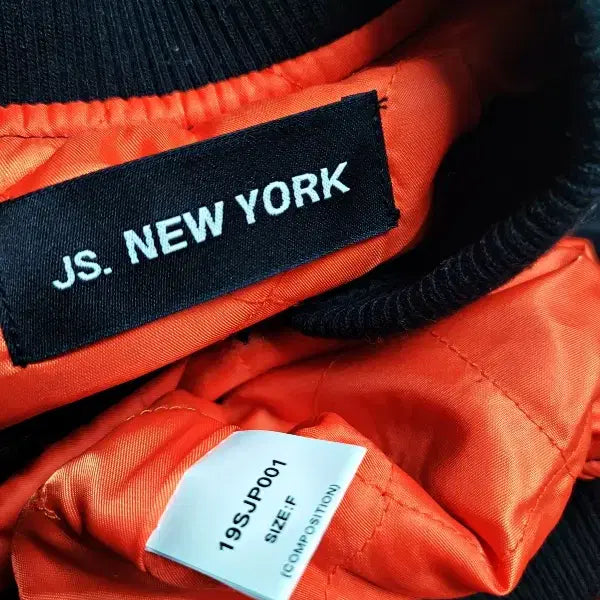 JS. NEW YORK
19SJP001
SIZE:F
(COMPOSITION)